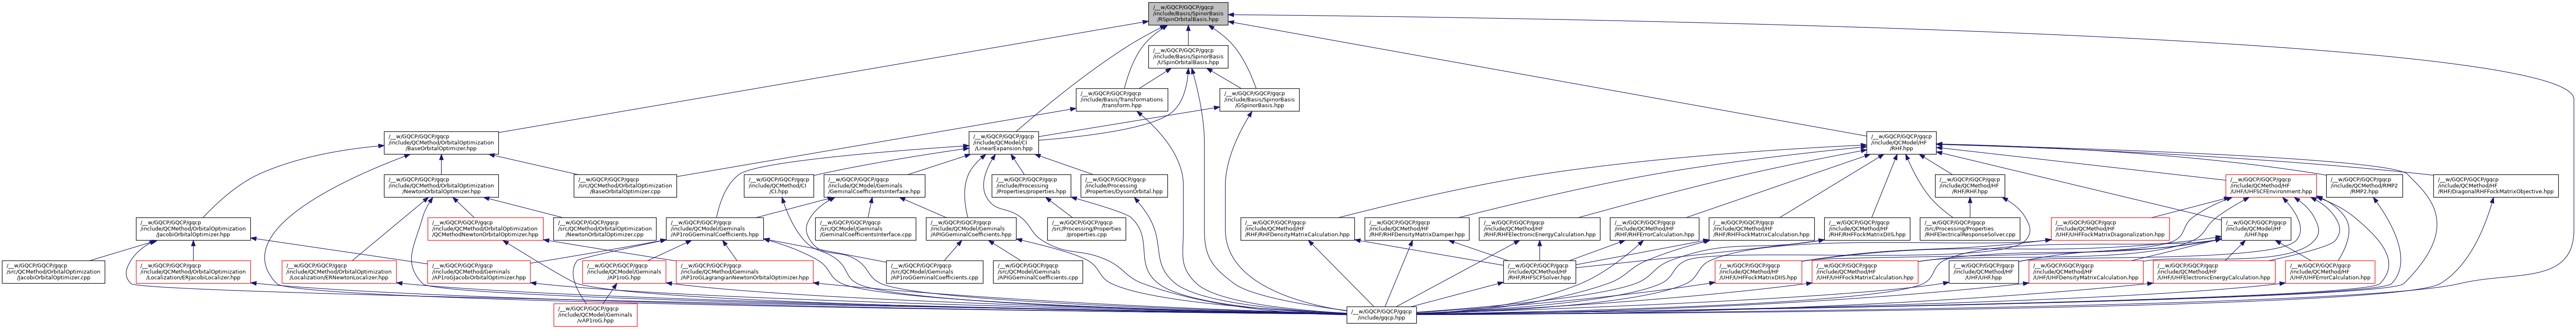 /__w/GQCP/GQCP/gqcp
/include/Basis/SpinorBasis
/RSpinOrbitalBasis.hpp
/__w/GQCP/GQCP/gqcp
/include/Basis/SpinorBasis
/USpinOrbitalBasis.hpp
/__w/GQCP/GQCP/gqcp
/include/Basis/Transformations
/transform.hpp
/__w/GQCP/GQCP/gqcp
/include/Basis/SpinorBasis
/GSpinorBasis.hpp
/__w/GQCP/GQCP/gqcp
/include/QCMethod/OrbitalOptimization
/BaseOrbitalOptimizer.hpp
/__w/GQCP/GQCP/gqcp
/include/QCModel/CI
/LinearExpansion.hpp
/__w/GQCP/GQCP/gqcp
/include/QCModel/HF
/RHF.hpp
/__w/GQCP/GQCP/gqcp
/include/QCMethod/OrbitalOptimization
/NewtonOrbitalOptimizer.hpp
/__w/GQCP/GQCP/gqcp
/src/QCMethod/OrbitalOptimization
/BaseOrbitalOptimizer.cpp
/__w/GQCP/GQCP/gqcp
/include/QCMethod/CI
/CI.hpp
/__w/GQCP/GQCP/gqcp
/include/QCModel/Geminals
/GeminalCoefficientsInterface.hpp
/__w/GQCP/GQCP/gqcp
/include/Processing
/Properties/properties.hpp
/__w/GQCP/GQCP/gqcp
/include/Processing
/Properties/DysonOrbital.hpp
/__w/GQCP/GQCP/gqcp
/include/QCMethod/HF
/RHF/RHF.hpp
/__w/GQCP/GQCP/gqcp
/include/QCMethod/HF
/UHF/UHFSCFEnvironment.hpp
/__w/GQCP/GQCP/gqcp
/include/QCMethod/RMP2
/RMP2.hpp
/__w/GQCP/GQCP/gqcp
/include/QCMethod/HF
/RHF/DiagonalRHFFockMatrixObjective.hpp
/__w/GQCP/GQCP/gqcp
/include/QCMethod/OrbitalOptimization
/JacobiOrbitalOptimizer.hpp
/__w/GQCP/GQCP/gqcp
/include/QCMethod/OrbitalOptimization
/QCMethodNewtonOrbitalOptimizer.hpp
/__w/GQCP/GQCP/gqcp
/src/QCMethod/OrbitalOptimization
/NewtonOrbitalOptimizer.cpp
/__w/GQCP/GQCP/gqcp
/include/QCModel/Geminals
/AP1roGGeminalCoefficients.hpp
/__w/GQCP/GQCP/gqcp
/src/QCModel/Geminals
/GeminalCoefficientsInterface.cpp
/__w/GQCP/GQCP/gqcp
/include/QCModel/Geminals
/APIGGeminalCoefficients.hpp
/__w/GQCP/GQCP/gqcp
/src/Processing/Properties
/properties.cpp
/__w/GQCP/GQCP/gqcp
/include/QCMethod/HF
/RHF/RHFDensityMatrixCalculation.hpp
/__w/GQCP/GQCP/gqcp
/include/QCMethod/HF
/RHF/RHFDensityMatrixDamper.hpp
/__w/GQCP/GQCP/gqcp
/include/QCMethod/HF
/RHF/RHFElectronicEnergyCalculation.hpp
/__w/GQCP/GQCP/gqcp
/include/QCMethod/HF
/RHF/RHFErrorCalculation.hpp
/__w/GQCP/GQCP/gqcp
/include/QCMethod/HF
/RHF/RHFFockMatrixCalculation.hpp
/__w/GQCP/GQCP/gqcp
/include/QCMethod/HF
/RHF/RHFFockMatrixDIIS.hpp
/__w/GQCP/GQCP/gqcp
/src/Processing/Properties
/RHFElectricalResponseSolver.cpp
/__w/GQCP/GQCP/gqcp
/include/QCMethod/HF
/UHF/UHFFockMatrixDiagonalization.hpp
/__w/GQCP/GQCP/gqcp
/include/QCModel/HF
/UHF.hpp
/__w/GQCP/GQCP/gqcp
/src/QCMethod/OrbitalOptimization
/JacobiOrbitalOptimizer.cpp
/__w/GQCP/GQCP/gqcp
/include/QCMethod/OrbitalOptimization
/Localization/ERJacobiLocalizer.hpp
/__w/GQCP/GQCP/gqcp
/include/QCMethod/OrbitalOptimization
/Localization/ERNewtonLocalizer.hpp
/__w/GQCP/GQCP/gqcp
/include/QCMethod/Geminals
/AP1roGJacobiOrbitalOptimizer.hpp
/__w/GQCP/GQCP/gqcp
/include/QCModel/Geminals
/AP1roG.hpp
/__w/GQCP/GQCP/gqcp
/include/QCMethod/Geminals
/AP1roGLagrangianNewtonOrbitalOptimizer.hpp
/__w/GQCP/GQCP/gqcp
/src/QCModel/Geminals
/AP1roGGeminalCoefficients.cpp
/__w/GQCP/GQCP/gqcp
/src/QCModel/Geminals
/APIGGeminalCoefficients.cpp
/__w/GQCP/GQCP/gqcp
/include/QCMethod/HF
/RHF/RHFSCFSolver.hpp
/__w/GQCP/GQCP/gqcp
/include/QCMethod/HF
/UHF/UHFFockMatrixDIIS.hpp
/__w/GQCP/GQCP/gqcp
/include/QCMethod/HF
/UHF/UHFFockMatrixCalculation.hpp
/__w/GQCP/GQCP/gqcp
/include/QCMethod/HF
/UHF/UHF.hpp
/__w/GQCP/GQCP/gqcp
/include/QCMethod/HF
/UHF/UHFDensityMatrixCalculation.hpp
/__w/GQCP/GQCP/gqcp
/include/QCMethod/HF
/UHF/UHFElectronicEnergyCalculation.hpp
/__w/GQCP/GQCP/gqcp
/include/QCMethod/HF
/UHF/UHFErrorCalculation.hpp
/__w/GQCP/GQCP/gqcp
/include/QCModel/Geminals
/vAP1roG.hpp
/__w/GQCP/GQCP/gqcp
/include/gqcp.hpp